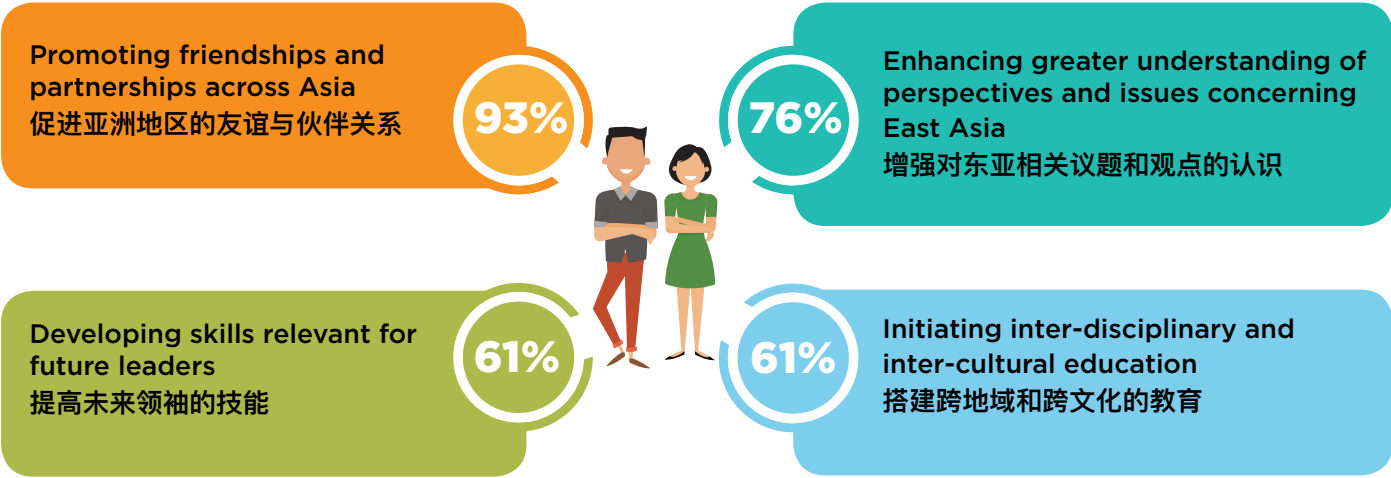 Promoting friendships and
partnerships across Asia
促进亚洲地区的友谊与伙伴关系
93%
76%
Enhancing greater understanding of
perspectives and issues concerning
East Asia
增强对东亚相关议题和观点的认识
Developing skills relevant for
future leaders
提高未来领袖的技能
61%
61%
Initiating inter-disciplinary and
inter-cultural education
搭建跨地域和跨文化的教育